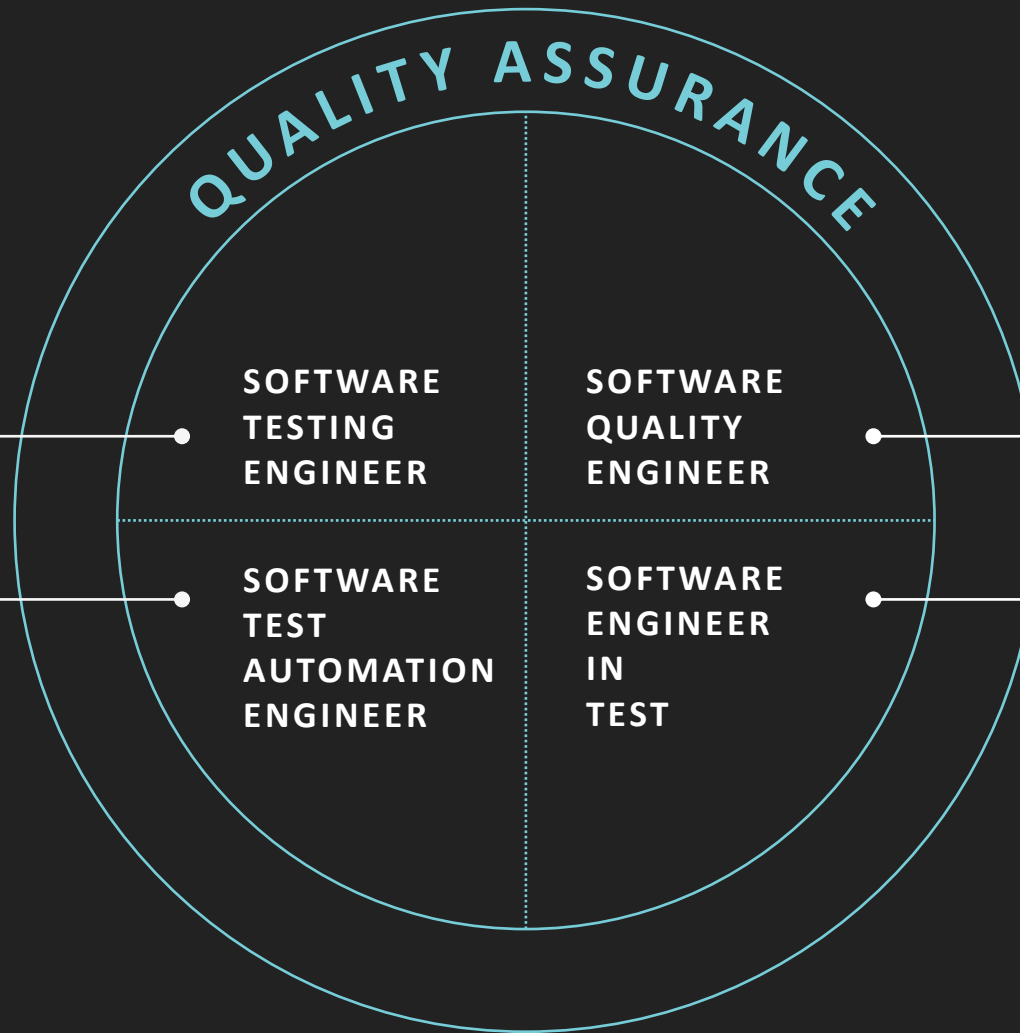 QUALITY ASSURANCE
SOFTWARE
TESTING
ENGINEER
SOFTWARE
QUALITY
ENGINEER
SOFTWARE
TEST
AUTOMATION
ENGINEER
SOFTWARE
ENGINEER
IN
TEST